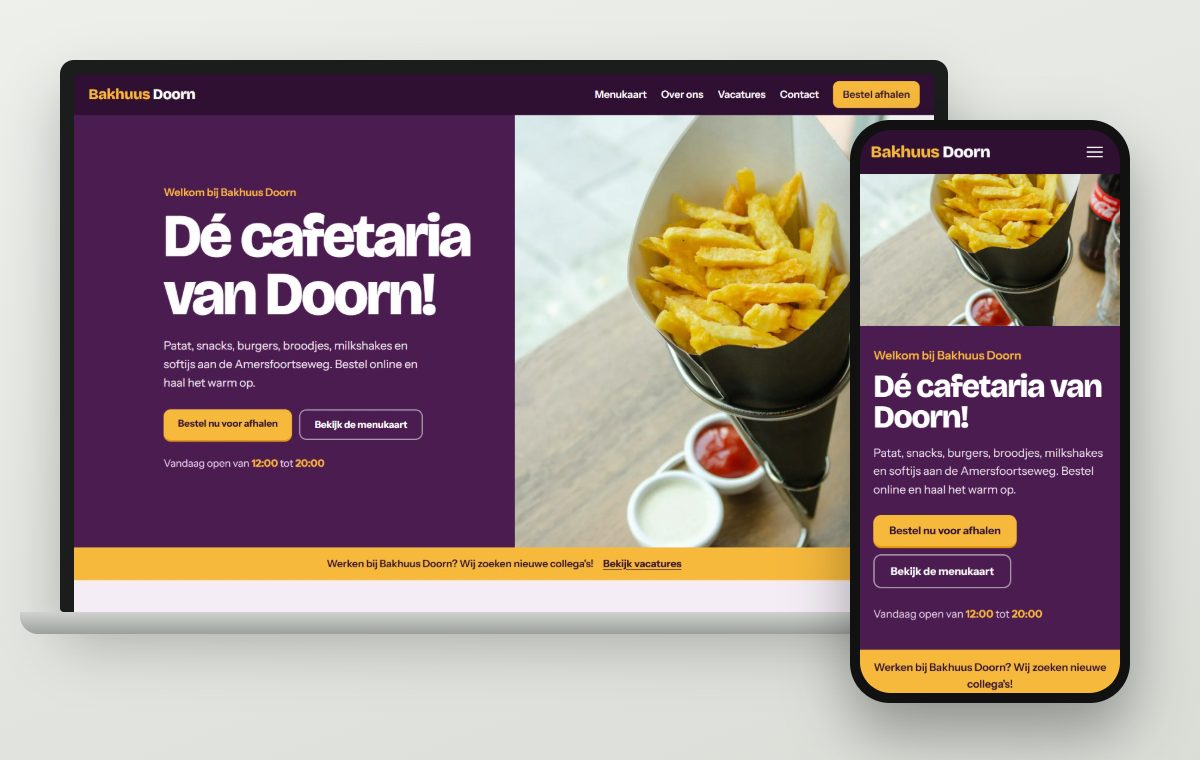 Bakhuus Doorn
Menukaart Over ons Vacatures Contact Bestel afhalen
Welkom bij Bakhuus Doorn
Dé cafetaria
van Doorn!
Patat, snacks, burgers, broodjes, milkshakes en
softijs aan de Amersfoortseweg. Bestel online en
haal het warm op.
Bestel nu voor afhalen
Bekijk de menukaart
Vandaag open van 12:00 tot 20:00
Werken bij Bakhuus Doorn? Wij zoeken nieuwe collega's! Bekijk vacatures
Bakhuus Doorn
Welkom bij Bakhuus Doorn
Dé cafetaria van
Doorn!
Patat, snacks, burgers, broodjes, milkshakes
en softijs aan de Amersfoortseweg. Bestel
online en haal het warm op.
Bestel nu voor afhalen
Bekijk de menukaart
Vandaag open van 12:00 tot 20:00
Werken bij Bakhuus Doorn? Wij zoeken nieuwe
collega's!